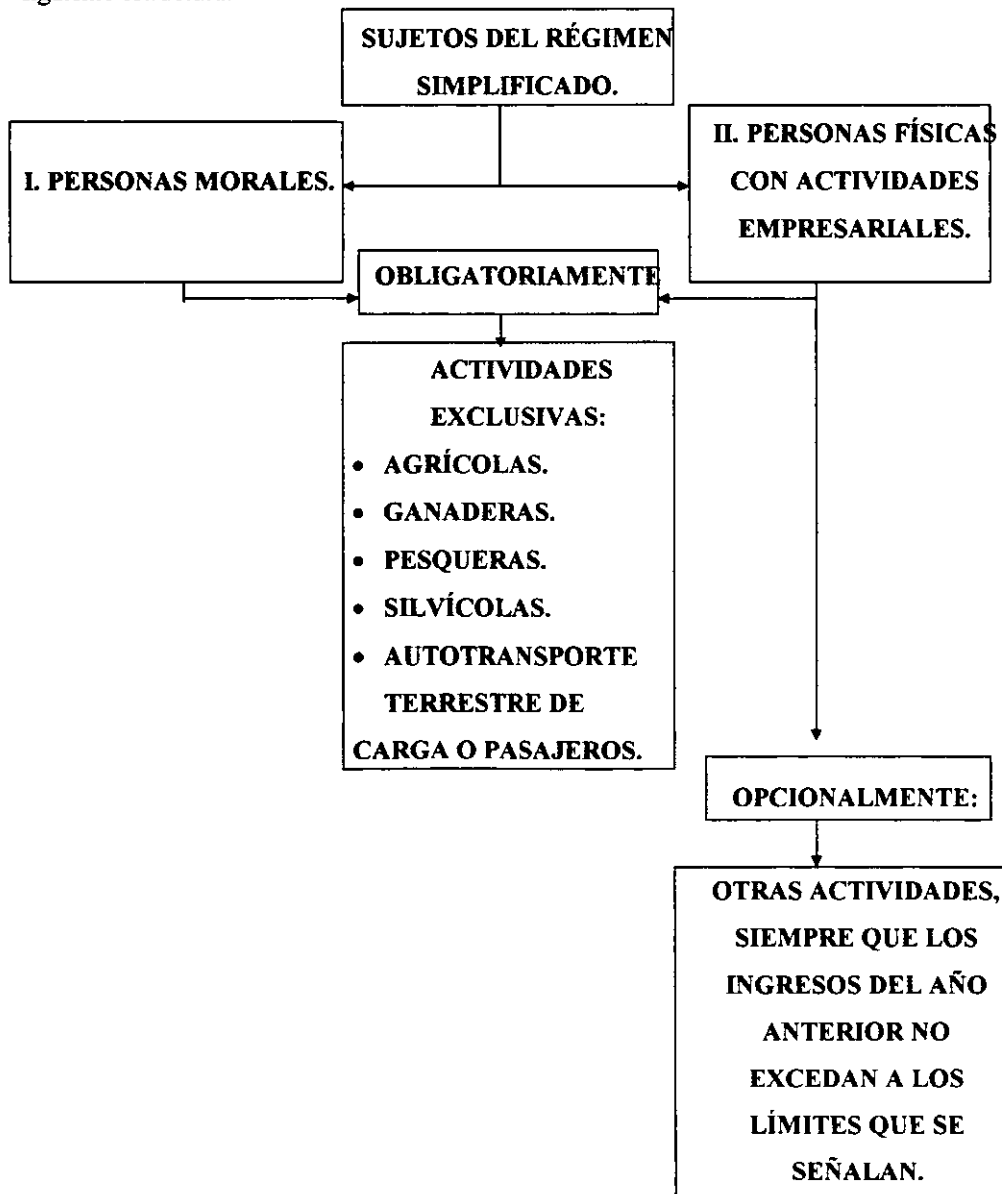 SUJETOS DEL RÉGIMEN
SIMPLIFICADO.
I. PERSONAS MORALES.
II. PERSONAS FÍSICAS
CON ACTIVIDADES
EMPRESARIALES.
OBLIGATORIAMENTE
ACTIVIDADES
EXCLUSIVAS:
• AGRÍCOLAS.
• GANADERAS.
• PESQUERAS.
• SILVÍCOLAS.
• AUTOTRANSPORTE
TERRESTRE DE
CARGA O PASAJEROS.
OPCIONALMENTE:
OTRAS ACTIVIDADES,
SIEMPRE QUE LOS
INGRESOS DEL AÑO
ANTERIOR NO
EXCEDAN A LOS
LÍMITES QUE SE
SEÑALAN.